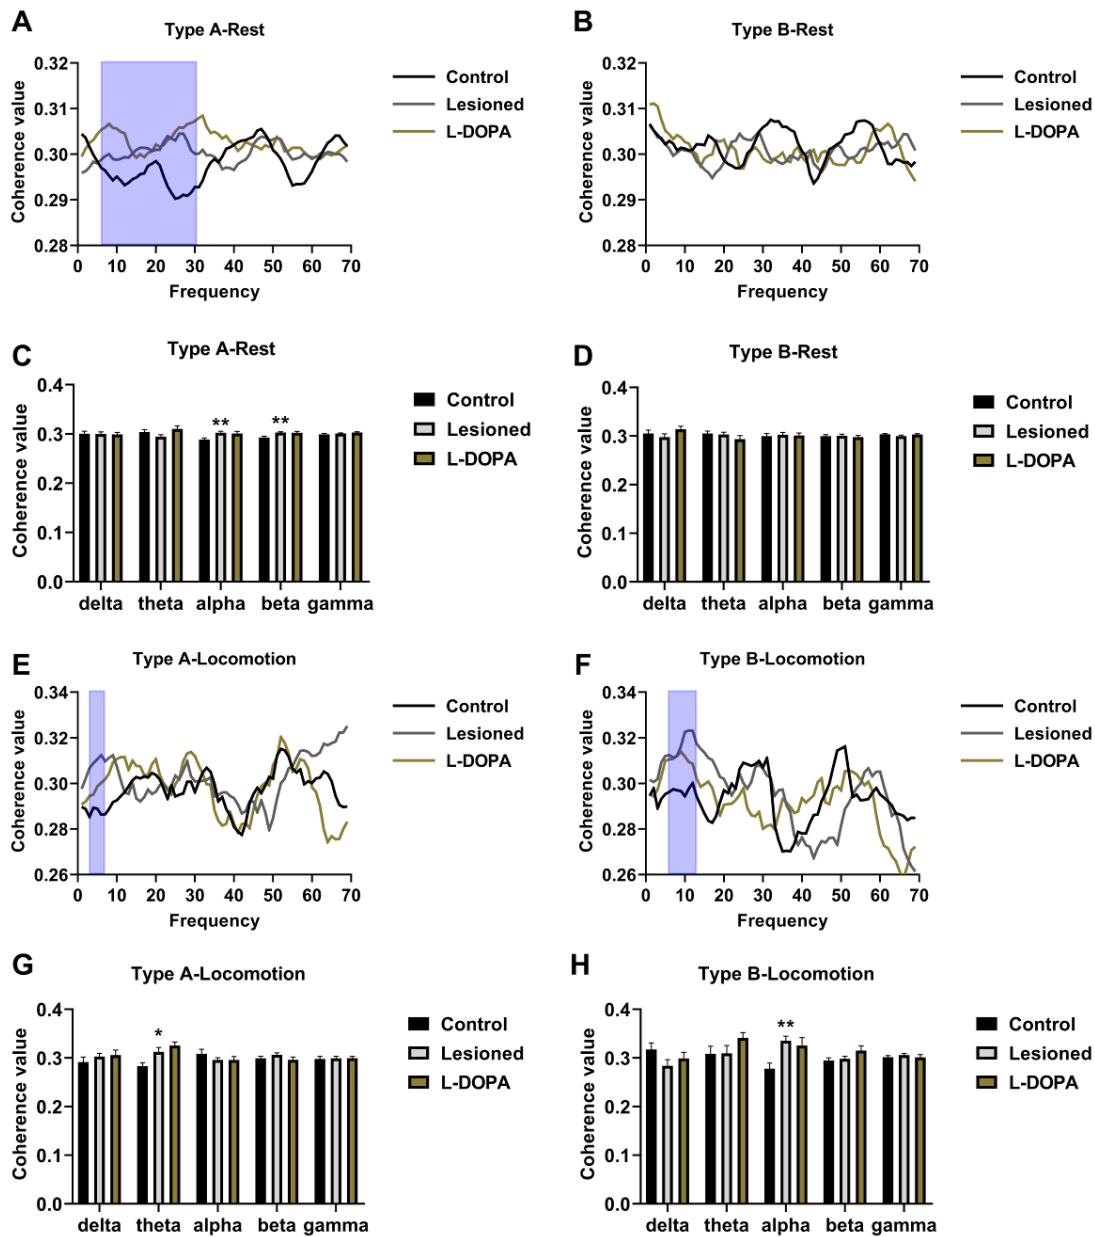 A
Type A-Rest
Coherence value
0.32
0.31
0.30
0.29
0.28
0 10 20 30 40 50 60 70
Frequency
Control
Lesioned
L-DOPA
B
Type B-Rest
Coherence value
0.32
0.31
0.30
0.29
0.28
0 10 20 30 40 50 60 70
Frequency
Control
Lesioned
L-DOPA
C
Type A-Rest
Coherence value
0.4
0.3
0.2
0.1
0.0
** **
delta theta alpha beta gamma
Control
Lesioned
L-DOPA
D
Type B-Rest
Coherence value
0.4
0.3
0.2
0.1
0.0
delta theta alpha beta gamma
Control
Lesioned
L-DOPA
E
Type A-Locomotion
Coherence value
0.34
0.32
0.30
0.28
0.26
0 10 20 30 40 50 60 70
Frequency
Control
Lesioned
L-DOPA
F
Type B-Locomotion
Coherence value
0.34
0.32
0.30
0.28
0.26
0 10 20 30 40 50 60 70
Frequency
Control
Lesioned
L-DOPA
G
Type A-Locomotion
Coherence value
0.4
0.3
0.2
0.1
0.0
*
delta theta alpha beta gamma
Control
Lesioned
L-DOPA
H
Type B-Locomotion
Coherence value
0.4
0.3
0.2
0.1
0.0
**
delta theta alpha beta gamma
Control
Lesioned
L-DOPA